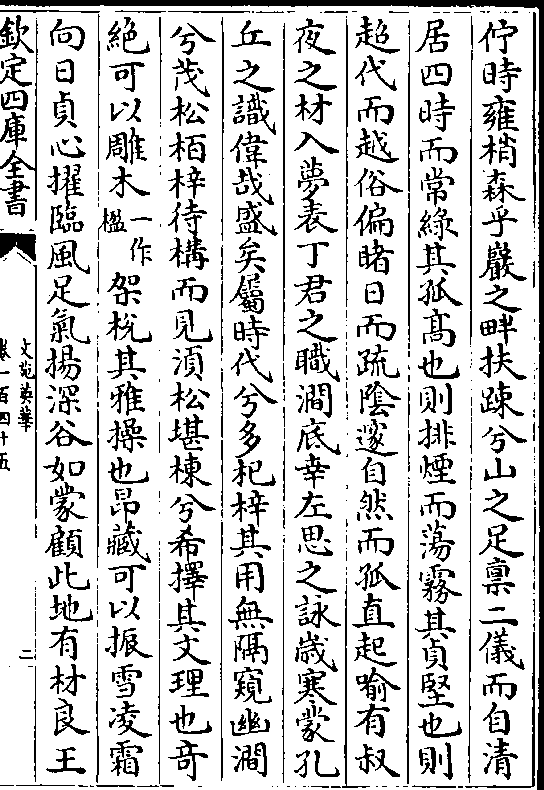 佇時雍梢森乎巖之畔扶踈兮山之足禀二儀而自清
居四時而常綠其孤髙也則排煙而蕩霧其貞堅也則
超代而越俗偏睹日而疏隂邃自然而孤直起喻有叔
夜之材入夢表丁君之職澗底幸左思之詠歲寒蒙孔
丘之識偉哉盛矣屬時代兮多杞梓其用無隔窺幽澗
兮茂松栢梓待構而見湏松堪棟兮希擇其文理也竒
絶可以雕木一作檻架棁其雅操也昂藏可以振雪凌霜
向日貞心擢臨風足氣揚深谷如蒙顧此地有材良王
欽定四庫全書
文苑英華
卷一百四十五
二